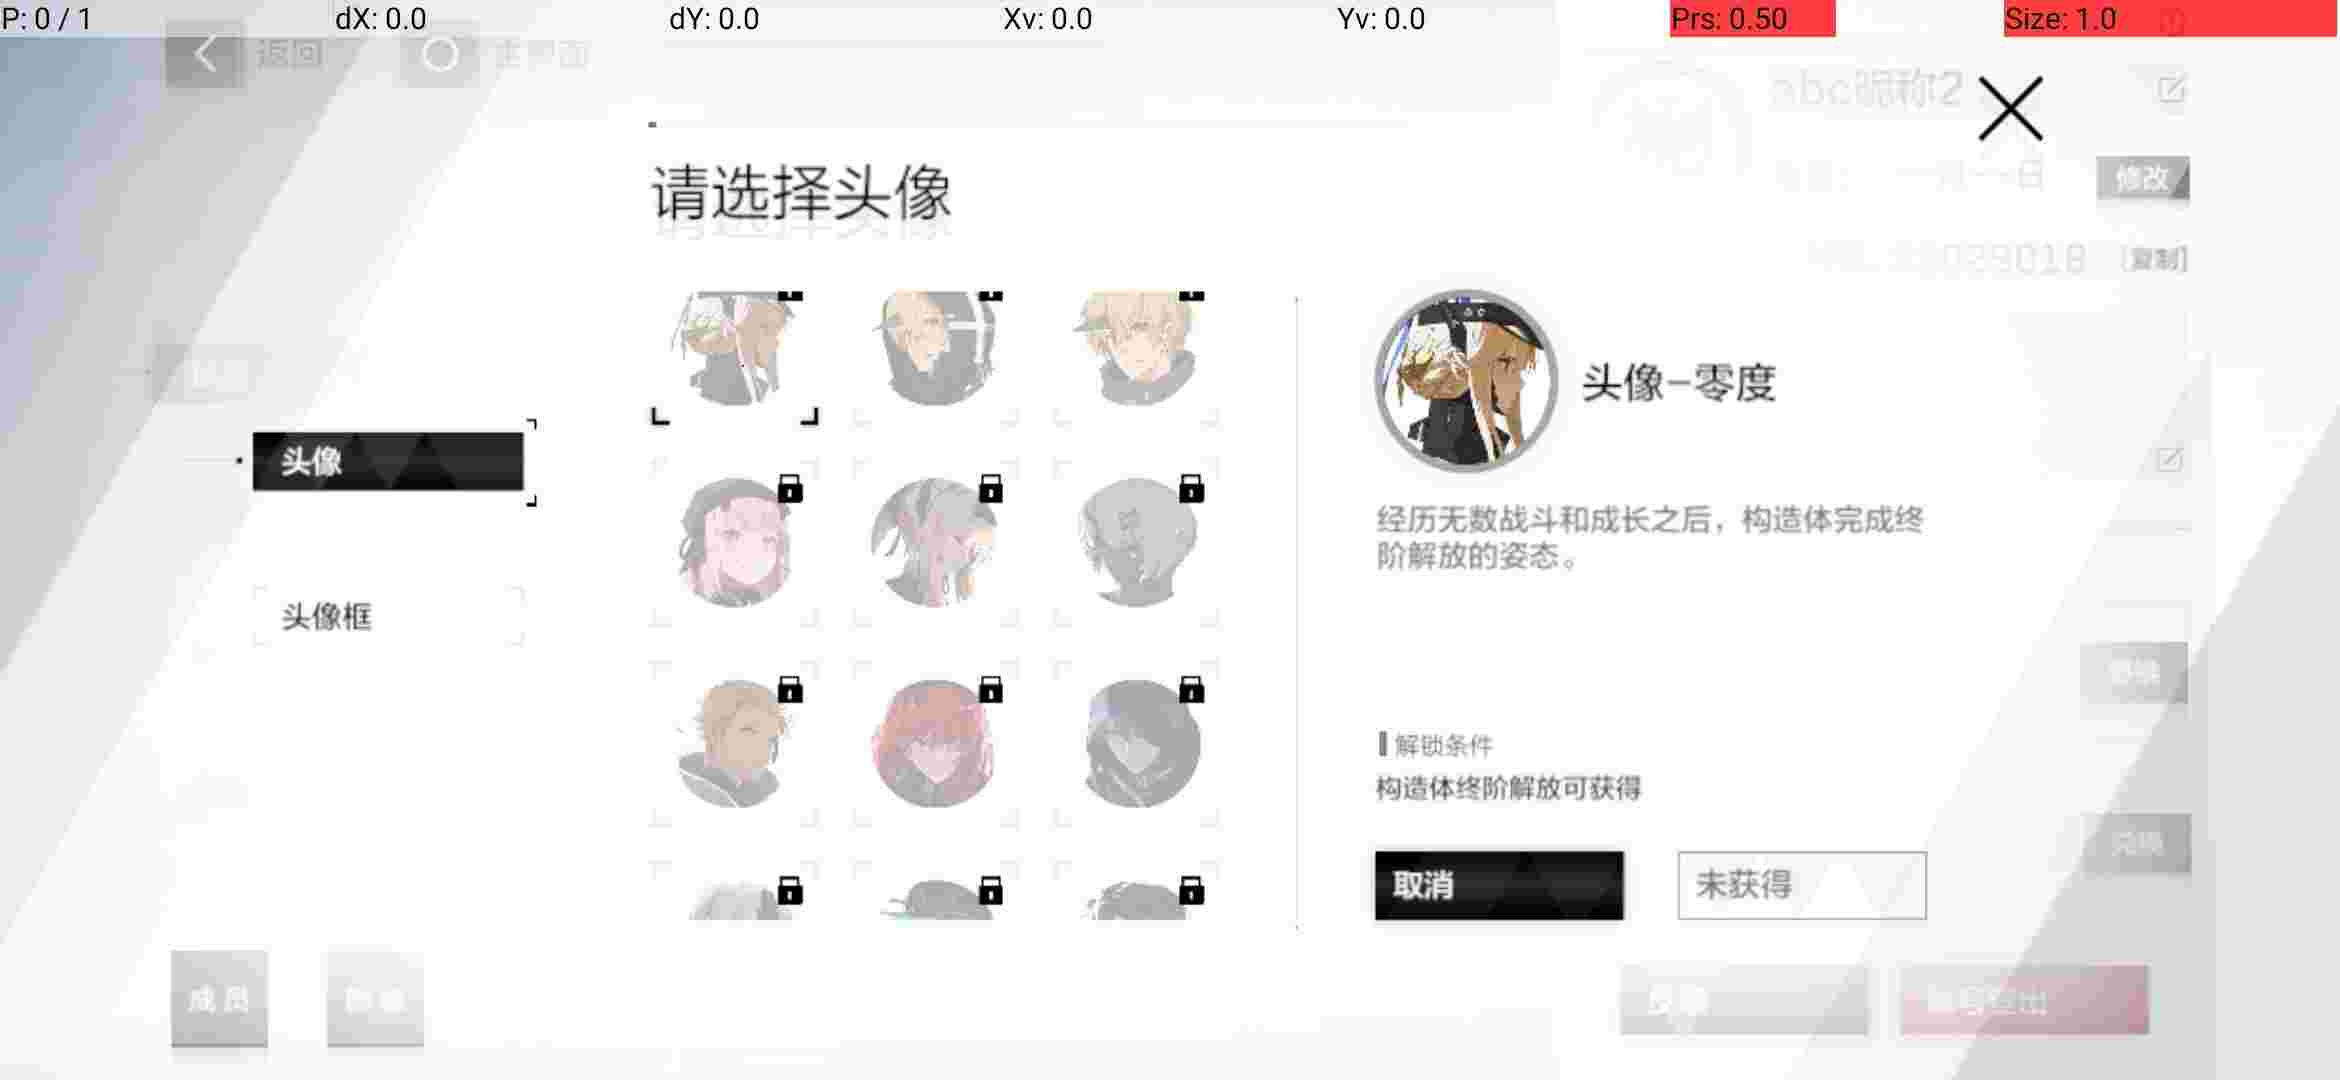 P: 0 / 1
dX: 0.0
dY: 0.0
Xv: 0.0
Yv: 0.0
Prs: 0.50
Size: 1.0
返回
主界面
abc昵称2
请选择头像
日
修改
029018
[复制]
头像
头像框
头像-零度
经历无数战斗和成长之后，构造体完成终
阶解放的姿态。
解锁条件
构造体终阶解放可获得
取消
未获得
成员
兑换